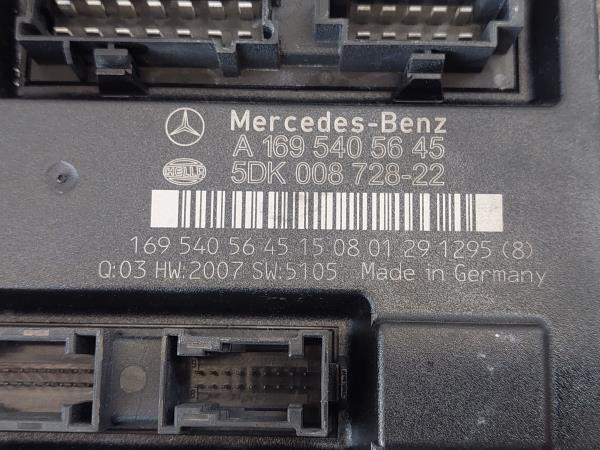 Mercedes-Benz
A 169 540 56 45
HELLA
5DK 008 728-22
169 540 56 45 15 08 01 29 1295 (8)
Q:03 HW:2007 SW:5105 Made in Germany